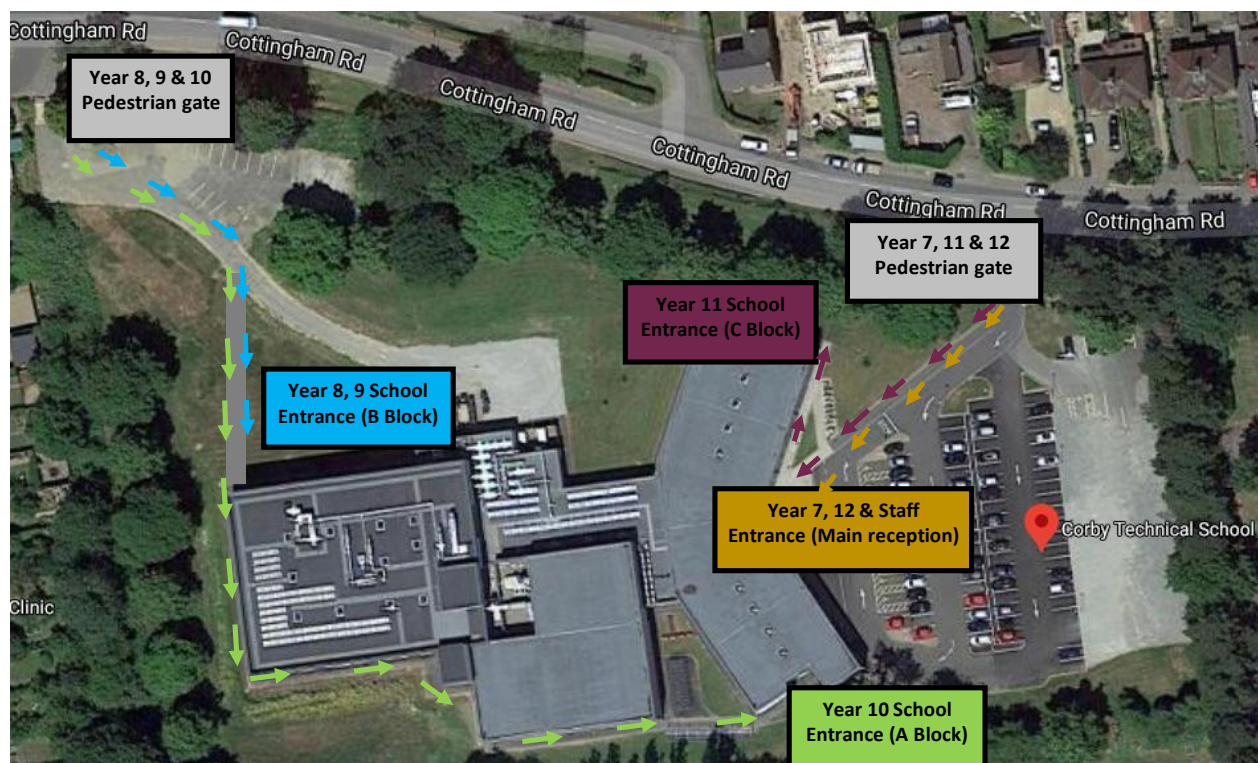 Cottingham Rd
Cottingham Rd
Cottingham Rd
Cottingham Rd
Cottingham Rd
Cottingham Rd
Year 8, 9 & 10
Pedestrian gate
Year 7, 11 & 12
Pedestrian gate
Year 11 School
Entrance (C Block)
Year 8, 9 School
Entrance (B Block)
Year 7, 12 & Staff
Entrance (Main reception)
Corby Technical School
Clinic
Year 10 School
Entrance (A Block)